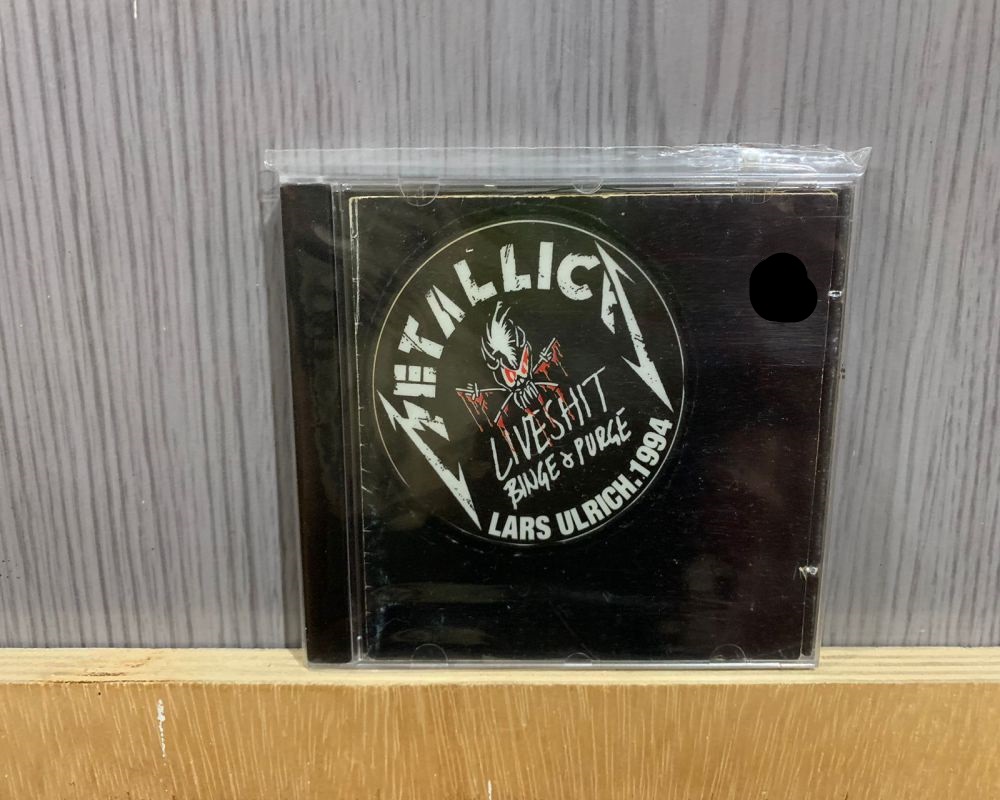 METALLICA
LIVESHIT
BINGE & PURGE
LARS ULRICH.1994